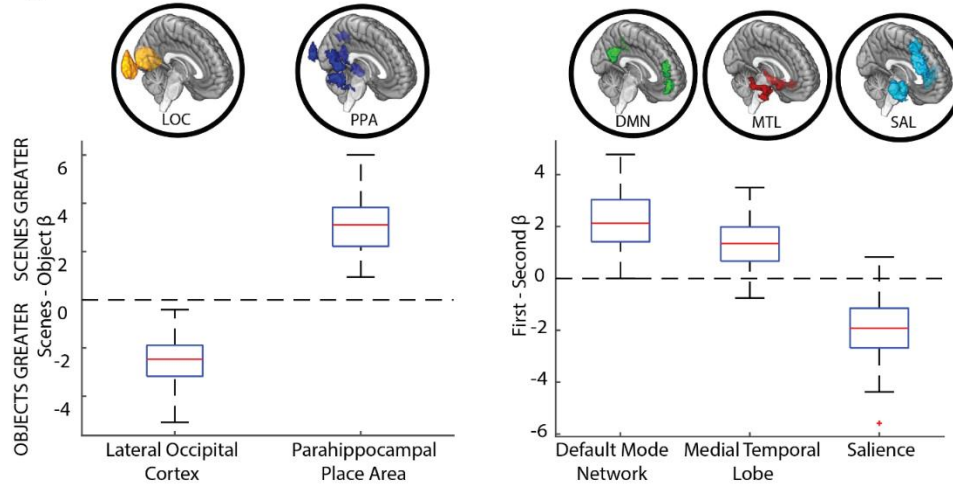 LOC
PPA
DMN
MTL
SAL
SCENES GREATER
OBJECTS GREATER
Scenes - Object β
6
4
2
0
-2
-4
Lateral Occipital
Cortex
Parahippocampal
Place Area
First - Second β
4
2
0
-2
-4
-6
Default Mode
Network
Medial Temporal
Lobe
Salience